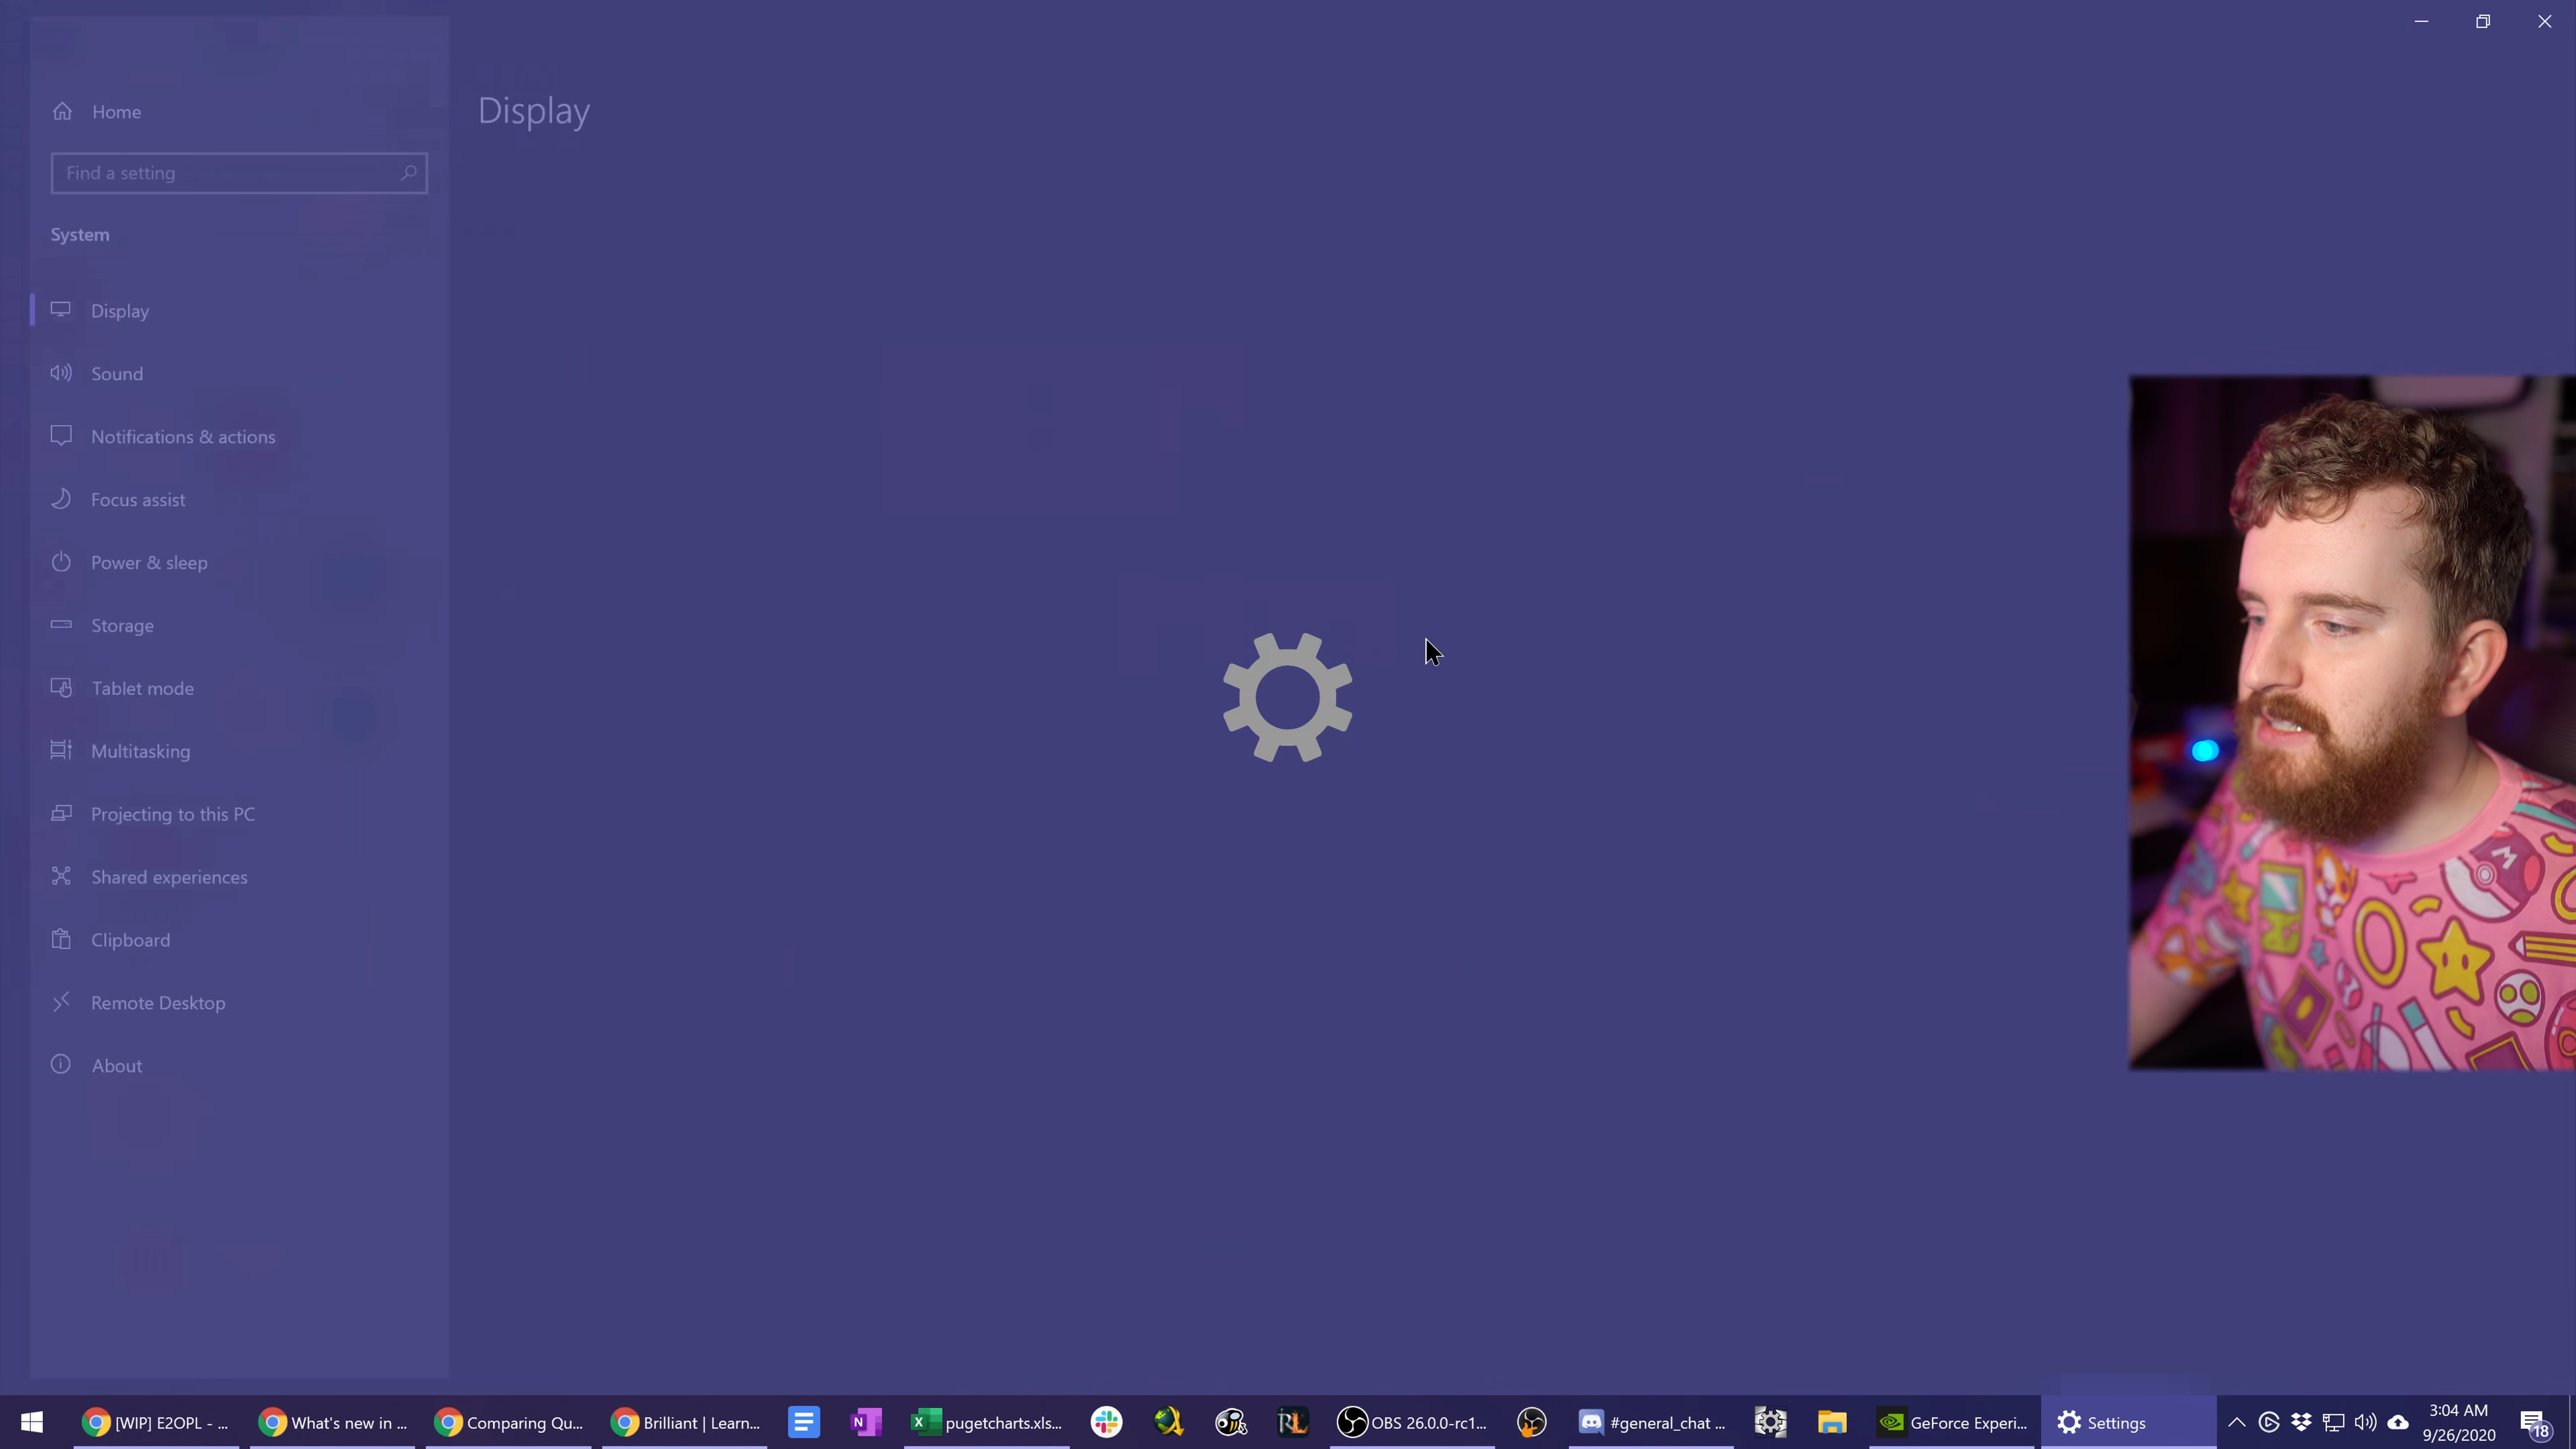 Home
Display
Find a setting
System
Display
Sound
Notifications & actions
Focus assist
Power & sleep
Storage
Tablet mode
Multitasking
Projecting to this PC
Shared experiences
Clipboard
Remote Desktop
About
M
[WIP] E2OPL - ...
What's new in ...
Comparing Qu...
Brilliant | Learn...
N
X
pugetcharts.xls...
RL
OBS 26.0.0-rc1...
#general_chat ...
GeForce Experi...
Settings
3:04 AM
9/26/2020
18